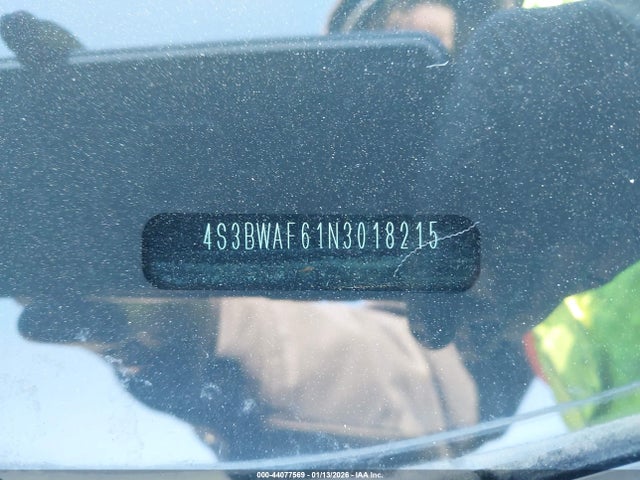 4S3BWAF61N3018215
000-44077569 - 01/13/2026 - IAA Inc.